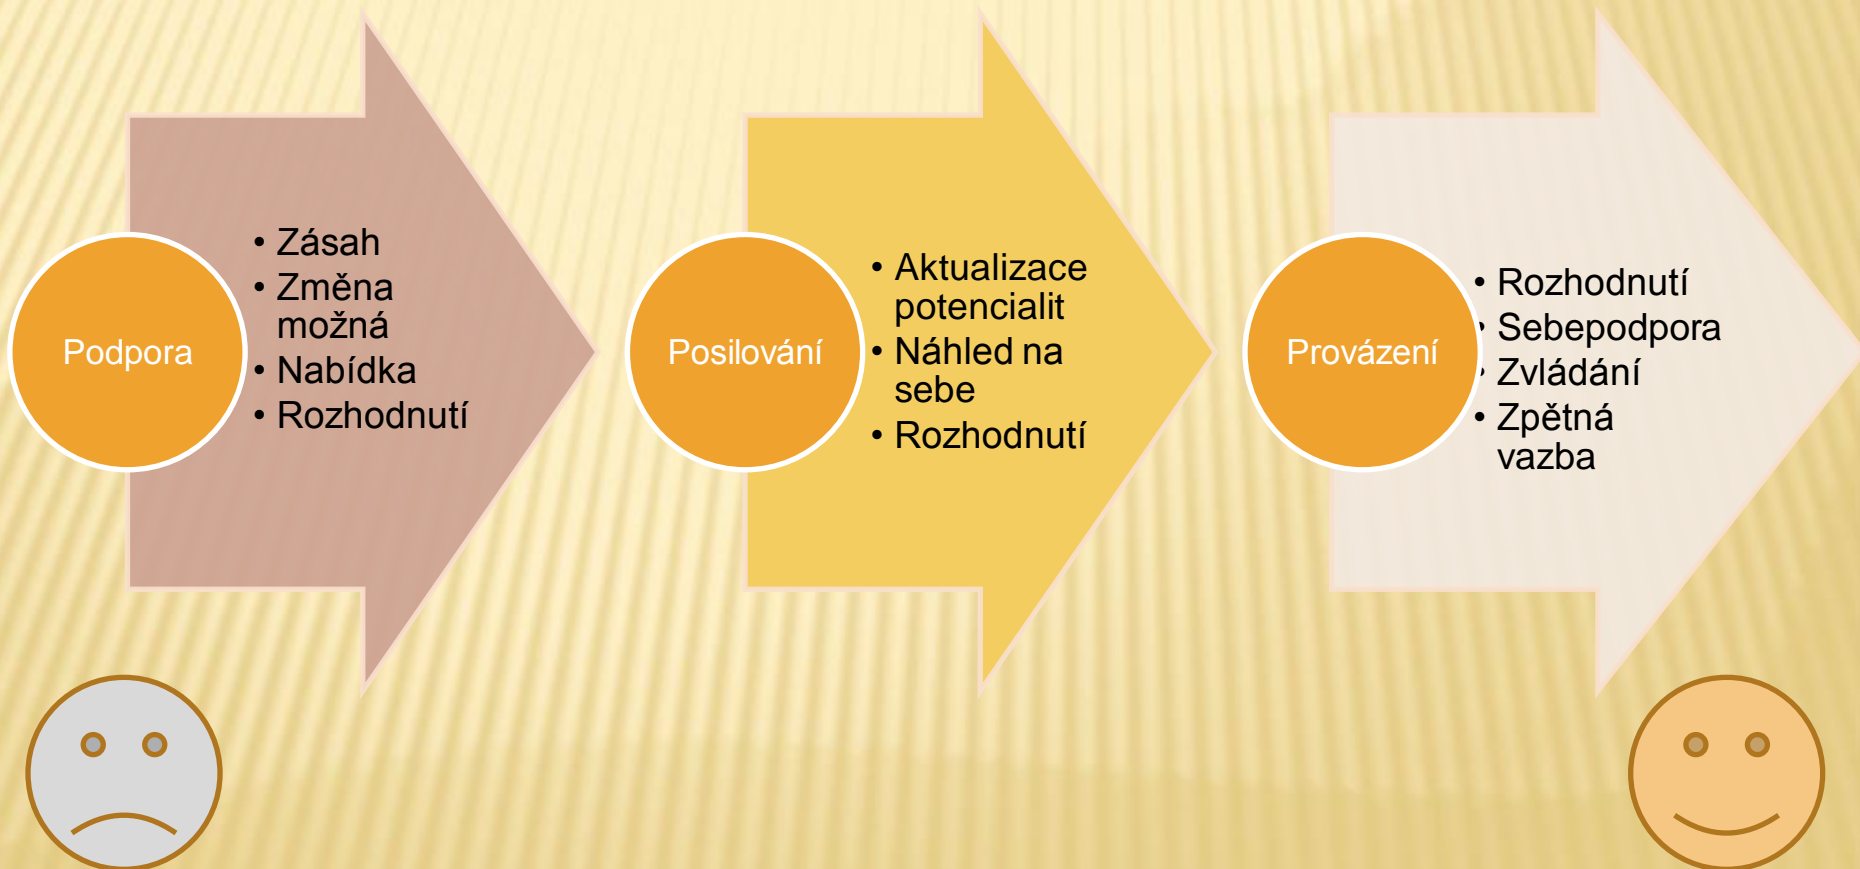 Podpora
• Zásah
• Změna
možná
• Nabídka
• Rozhodnutí
Posilování
• Aktualizace
potencialit
• Náhled na
sebe
• Rozhodnutí
Provázení
• Rozhodnutí
• Sebepodpora
• Zvládání
• Zpětná
vazba